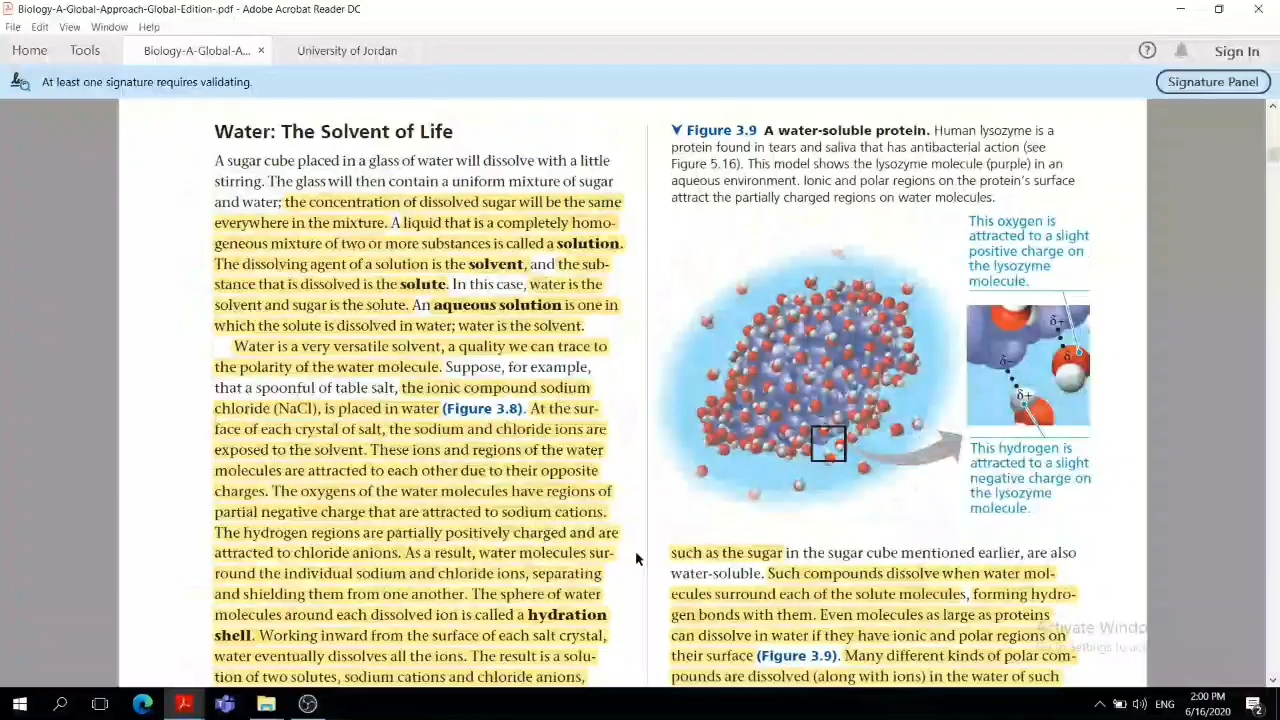 Biology-A-Global-Approach-Global-Edition-.pdf - Adobe Acrobat Reader DC
File Edit View Window Help
Home Tools Biology-A-Global-A... × University of Jordan Sign In
At least one signature requires validating. Signature Panel
Water: The Solvent of Life
A sugar cube placed in a glass of water will dissolve with a little
stirring. The glass will then contain a uniform mixture of sugar
and water; the concentration of dissolved sugar will be the same
everywhere in the mixture. A liquid that is a completely homo-
geneous mixture of two or more substances is called a solution.
The dissolving agent of a solution is the solvent, and the sub-
stance that is dissolved is the solute. In this case, water is the
solvent and sugar is the solute. An aqueous solution is one in
which the solute is dissolved in water; water is the solvent.
Water is a very versatile solvent, a quality we can trace to
the polarity of the water molecule. Suppose, for example,
that a spoonful of table salt, the ionic compound sodium
chloride (NaCl), is placed in water (Figure 3.8). At the sur-
face of each crystal of salt, the sodium and chloride ions are
exposed to the solvent. These ions and regions of the water
molecules are attracted to each other due to their opposite
charges. The oxygens of the water molecules have regions of
partial negative charge that are attracted to sodium cations.
The hydrogen regions are partially positively charged and are
attracted to chloride anions. As a result, water molecules sur-
round the individual sodium and chloride ions, separating
and shielding them from one another. The sphere of water
molecules around each dissolved ion is called a hydration
shell. Working inward from the surface of each salt crystal,
water eventually dissolves all the ions. The result is a solu-
tion of two solutes, sodium cations and chloride anions,
Figure 3.9 A water-soluble protein. Human lysozyme is a
protein found in tears and saliva that has antibacterial action (see
Figure 5.16). This model shows the lysozyme molecule (purple) in an
aqueous environment. Ionic and polar regions on the protein's surface
attract the partially charged regions on water molecules.
This oxygen is
attracted to a slight
positive charge on
the lysozyme
molecule.
δ+
δ-
δ+
This hydrogen is
attracted to a slight
negative charge on
the lysozyme
molecule.
such as the sugar in the sugar cube mentioned earlier, are also
water-soluble. Such compounds dissolve when water mol-
ecules surround each of the solute molecules, forming hydro-
gen bonds with them. Even molecules as large as proteins
can dissolve in water if they have ionic and polar regions on
their surface (Figure 3.9). Many different kinds of polar com-
pounds are dissolved (along with ions) in the water of such
ENG
2:00 PM
6/16/2020
2